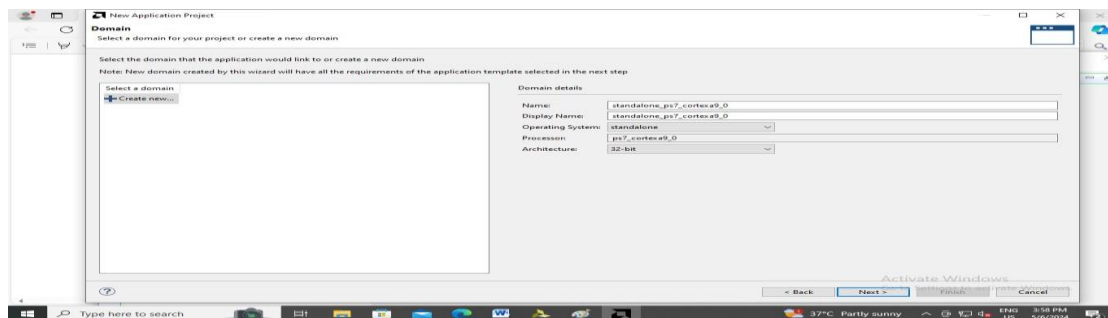 New Application Project
Domain
Select a domain for your project or create a new domain
Select the domain that the application would link to or create a new domain
Note: New domain created by this wizard will have all the requirements of the application template selected in the next step
Select a domain
Create new...
Domain details
Name: standalone_ps7_cortexa9_0
Display Name: standalone_ps7_cortexa9_0
Operating System: standalone
Processor: ps7_cortexa9_0
Architecture: 32-bit
Activate Windows
< Back Next > Finish Cancel
Type here to search
37°C Partly sunny
ENG 3:58 PM
US 5/6/2024